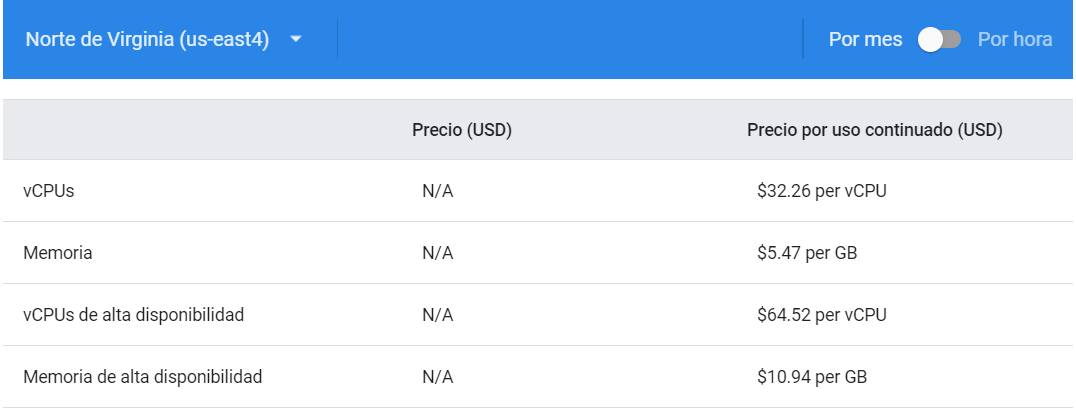 Norte de Virginia (us-east4) Por mes Por hora
Precio (USD) Precio por uso continuado (USD)
vCPUs N/A $32.26 per vCPU
Memoria N/A $5.47 per GB
vCPUs de alta disponibilidad N/A $64.52 per vCPU
Memoria de alta disponibilidad N/A $10.94 per GB